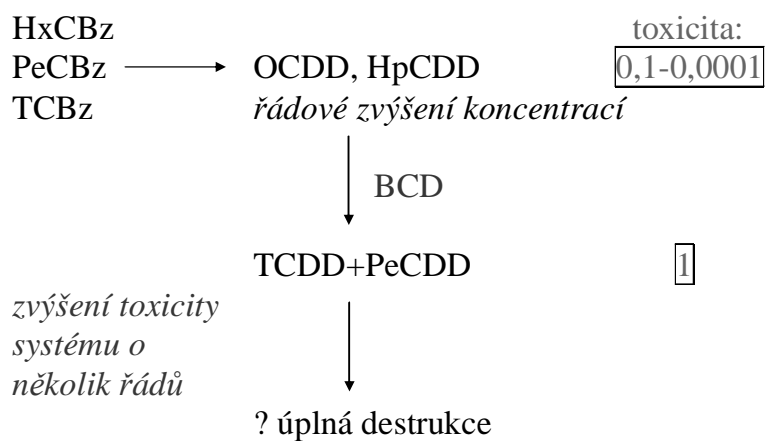 HxCBz toxicita:
PeCBz OCDD, HpCDD 0,1-0,0001
TCBz řádové zvýšení koncentrací
BCD
TCDD+PeCDD 1
zvýšení toxicity
systému o
několik řádů
? úplná destrukce